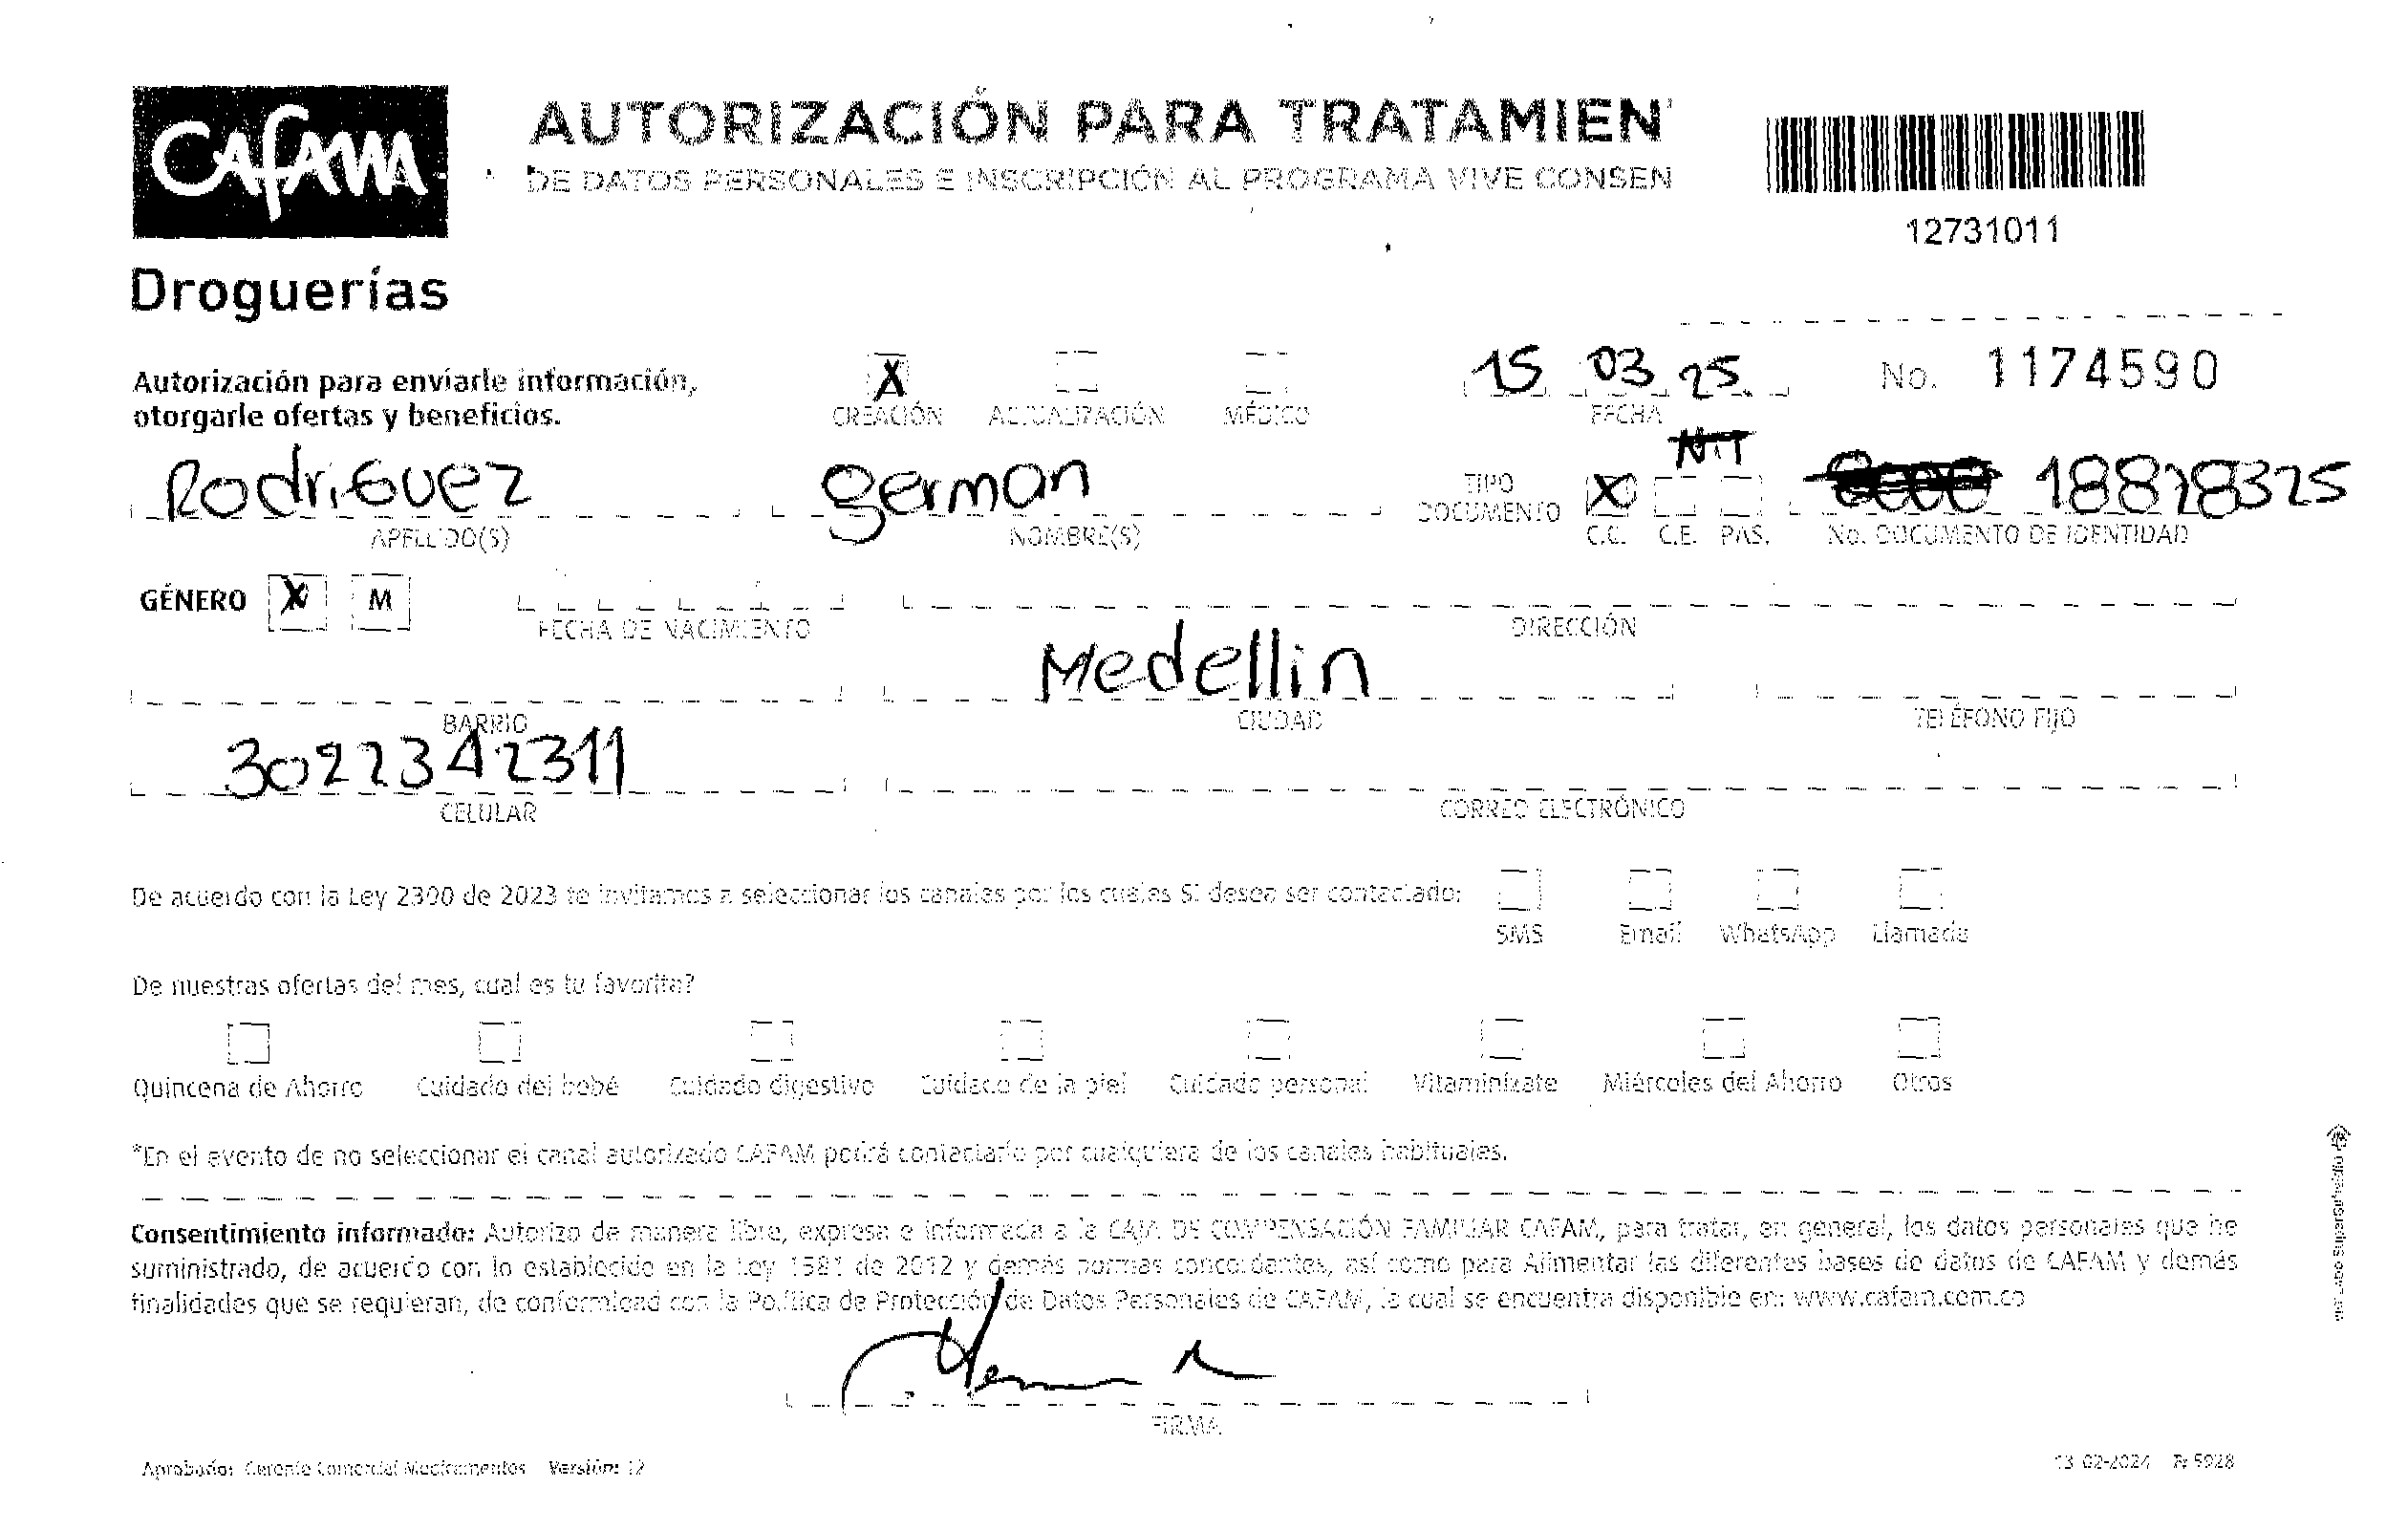 CAFAM
Droguerías
AUTORIZACIÓN PARA TRATAMIEN
DE DATOS PERSONALES E INSCRIPCIÓN AL PROGRAMA VIVE CONSEN
12731011
Autorización para enviarle información,
otorgarle ofertas y beneficios.
X
CREACIÓN ACTUALIZACIÓN MÉDICO
15 03 25
FECHA
No. 1174590
Rodriguez
APELLIDO(S)
german
NOMBRE(S)
TIPO
DOCUMENTO
X
C.C. C.E. PAS.
18878325
No. DOCUMENTO DE IDENTIDAD
GÉNERO X M
FECHA DE NACIMIENTO
DIRECCIÓN
BARRIO
Medellin
CIUDAD
TELÉFONO FIJO
3022342311
CELULAR
CORREO ELECTRÓNICO
De acuerdo con la Ley 2300 de 2023 te invitamos a seleccionar los canales por los cuales SI desea ser contactado:
SMS Email WhatsApp Llamada
De nuestras ofertas del mes, cual es tu favorita?
Quincena de Ahorro Cuidado del bebé Cuidado digestivo Cuidado de la piel Cuidado personal Vitaminízate Miércoles del Ahorro Otros
*En el evento de no seleccionar el canal autorizado CAFAM podrá contactarlo por cualquiera de los canales habituales.
Consentimiento informado: Autorizo de manera libre, expresa e informada a la CAJA DE COMPENSACIÓN FAMILIAR CAFAM, para tratar, en general, los datos personales que he
suministrado, de acuerdo con lo establecido en la Ley 1581 de 2012 y demás normas concordantes, así como para Alimentar las diferentes bases de datos de CAFAM y demás
finalidades que se requieran, de conformidad con la Política de Protección de Datos Personales de CAFAM, la cual se encuentra disponible en: www.cafam.com.co
FIRMA
Aprobado: Gerente Comercial Medicamentos Versión: 12
13-02-2024 5928